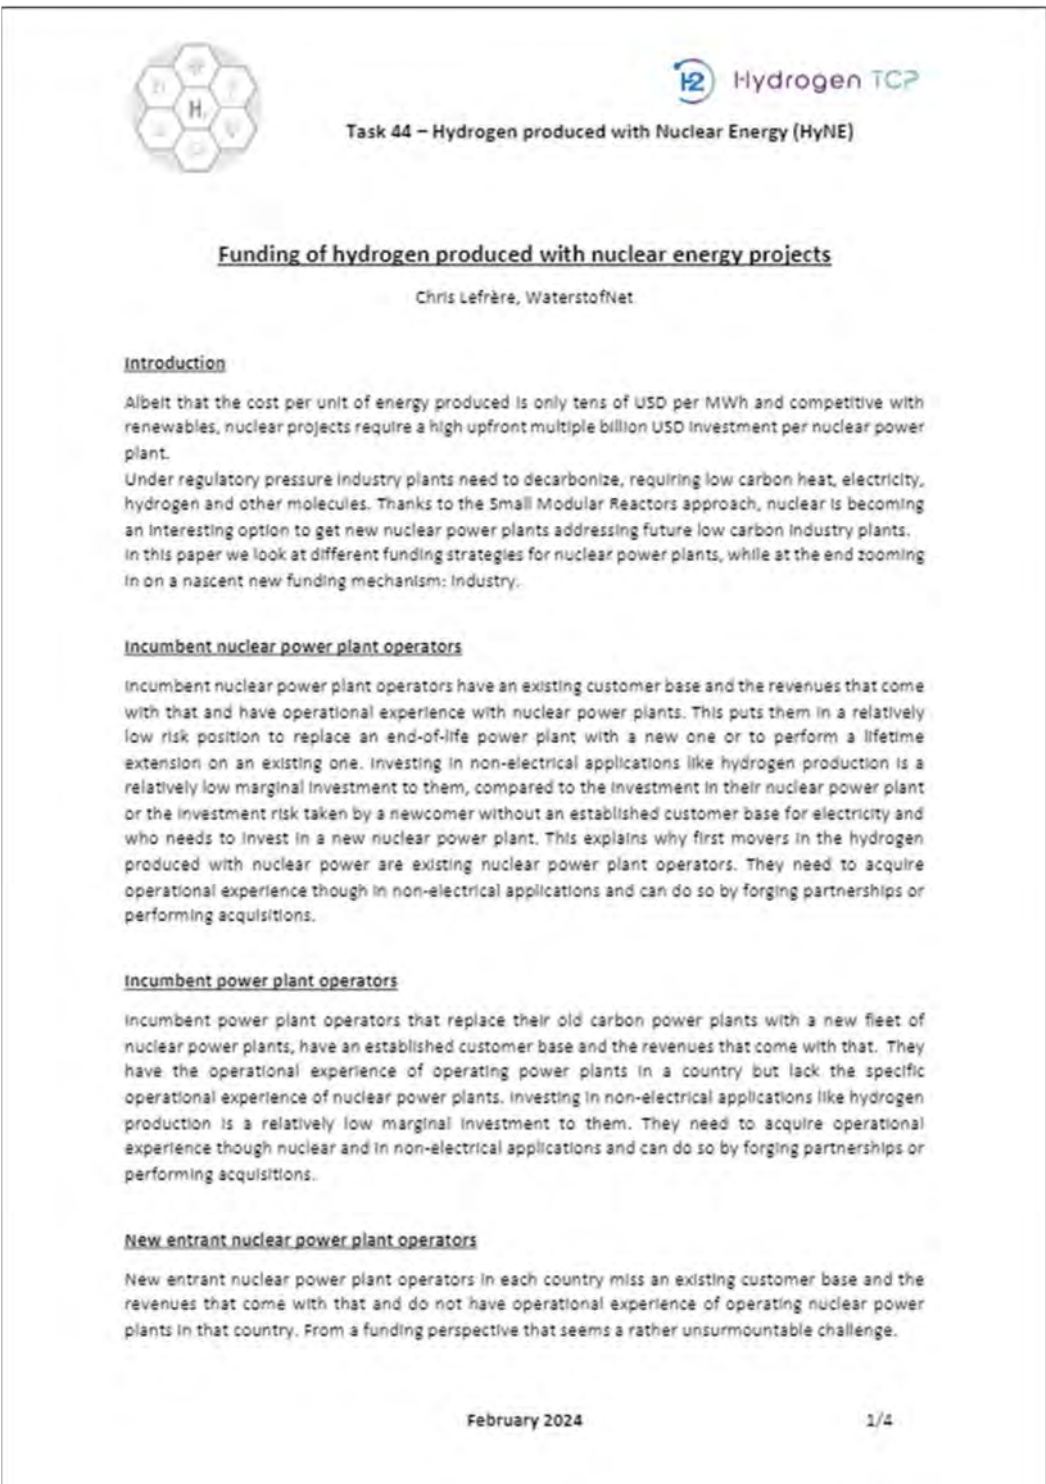 H2 Hydrogen TCP
Task 44 – Hydrogen produced with Nuclear Energy (HyNE)
Funding of hydrogen produced with nuclear energy projects
Chris Lefrère, WaterstofNet
Introduction
Albeit that the cost per unit of energy produced is only tens of USD per MWh and competitive with
renewables, nuclear projects require a high upfront multiple billion USD investment per nuclear power
plant.
Under regulatory pressure industry plants need to decarbonize, requiring low carbon heat, electricity,
hydrogen and other molecules. Thanks to the Small Modular Reactors approach, nuclear is becoming
an interesting option to get new nuclear power plants addressing future low carbon industry plants.
In this paper we look at different funding strategies for nuclear power plants, while at the end zooming
in on a nascent new funding mechanism: industry.
Incumbent nuclear power plant operators
Incumbent nuclear power plant operators have an existing customer base and the revenues that come
with that and have operational experience with nuclear power plants. This puts them in a relatively
low risk position to replace an end-of-life power plant with a new one or to perform a lifetime
extension on an existing one. Investing in non-electrical applications like hydrogen production is a
relatively low marginal investment to them, compared to the investment in their nuclear power plant
or the investment risk taken by a newcomer without an established customer base for electricity and
who needs to invest in a new nuclear power plant. This explains why first movers in the hydrogen
produced with nuclear power are existing nuclear power plant operators. They need to acquire
operational experience though in non-electrical applications and can do so by forging partnerships or
performing acquisitions.
Incumbent power plant operators
Incumbent power plant operators that replace their old carbon power plants with a new fleet of
nuclear power plants, have an established customer base and the revenues that come with that. They
have the operational experience of operating power plants in a country but lack the specific
operational experience of nuclear power plants. Investing in non-electrical applications like hydrogen
production is a relatively low marginal investment to them. They need to acquire operational
experience though nuclear and in non-electrical applications and can do so by forging partnerships or
performing acquisitions.
New entrant nuclear power plant operators
New entrant nuclear power plant operators in each country miss an existing customer base and the
revenues that come with that and do not have operational experience of operating nuclear power
plants in that country. From a funding perspective that seems a rather unsurmountable challenge.
February 2024 1/4